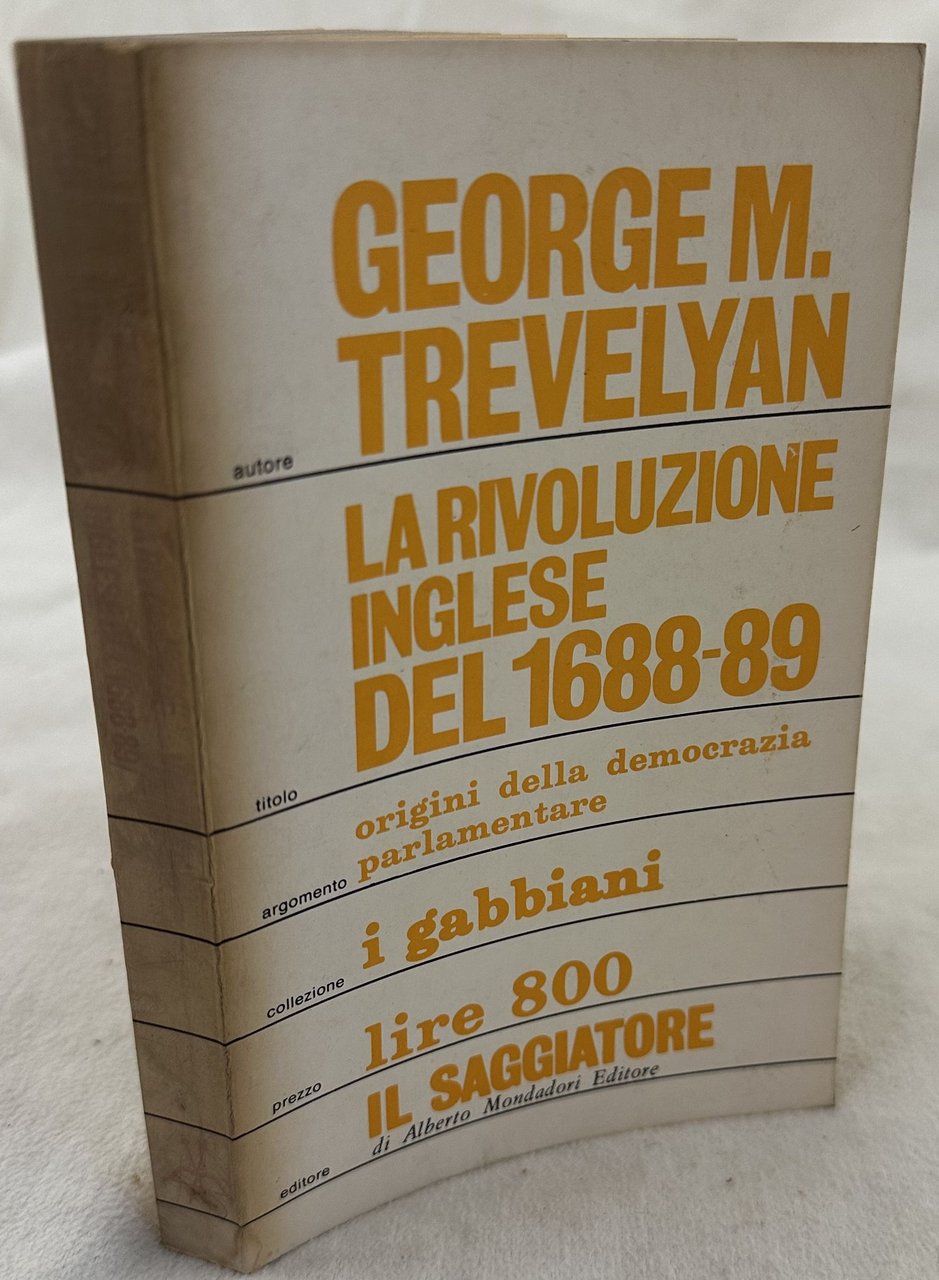 GEORGE M.
TREVELYAN
autore
LA RIVOLUZIONE
INGLESE
DEL 1688-89
titolo
origini della democrazia
parlamentare
argomento
i gabbiani
collezione
lire 800
prezzo
IL SAGGIATORE
di Alberto Mondadori Editore
editore